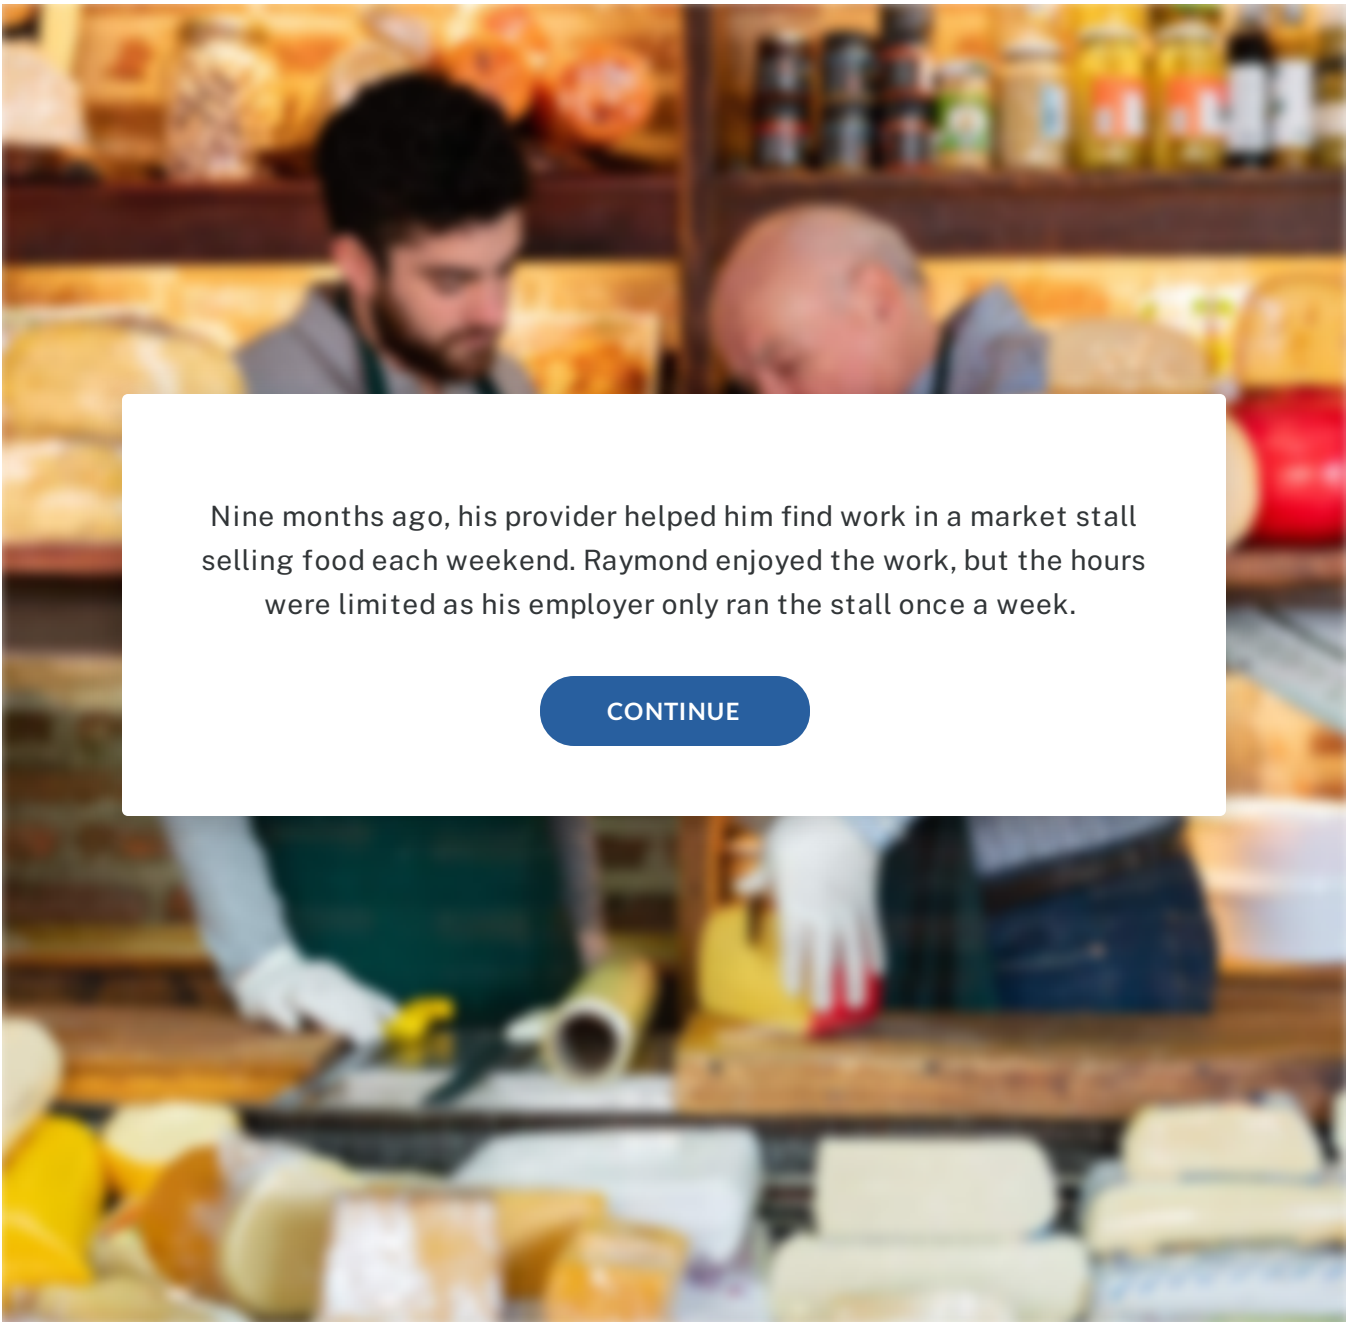 Nine months ago, his provider helped him find work in a market stall
selling food each weekend. Raymond enjoyed the work, but the hours
were limited as his employer only ran the stall once a week.
CONTINUE